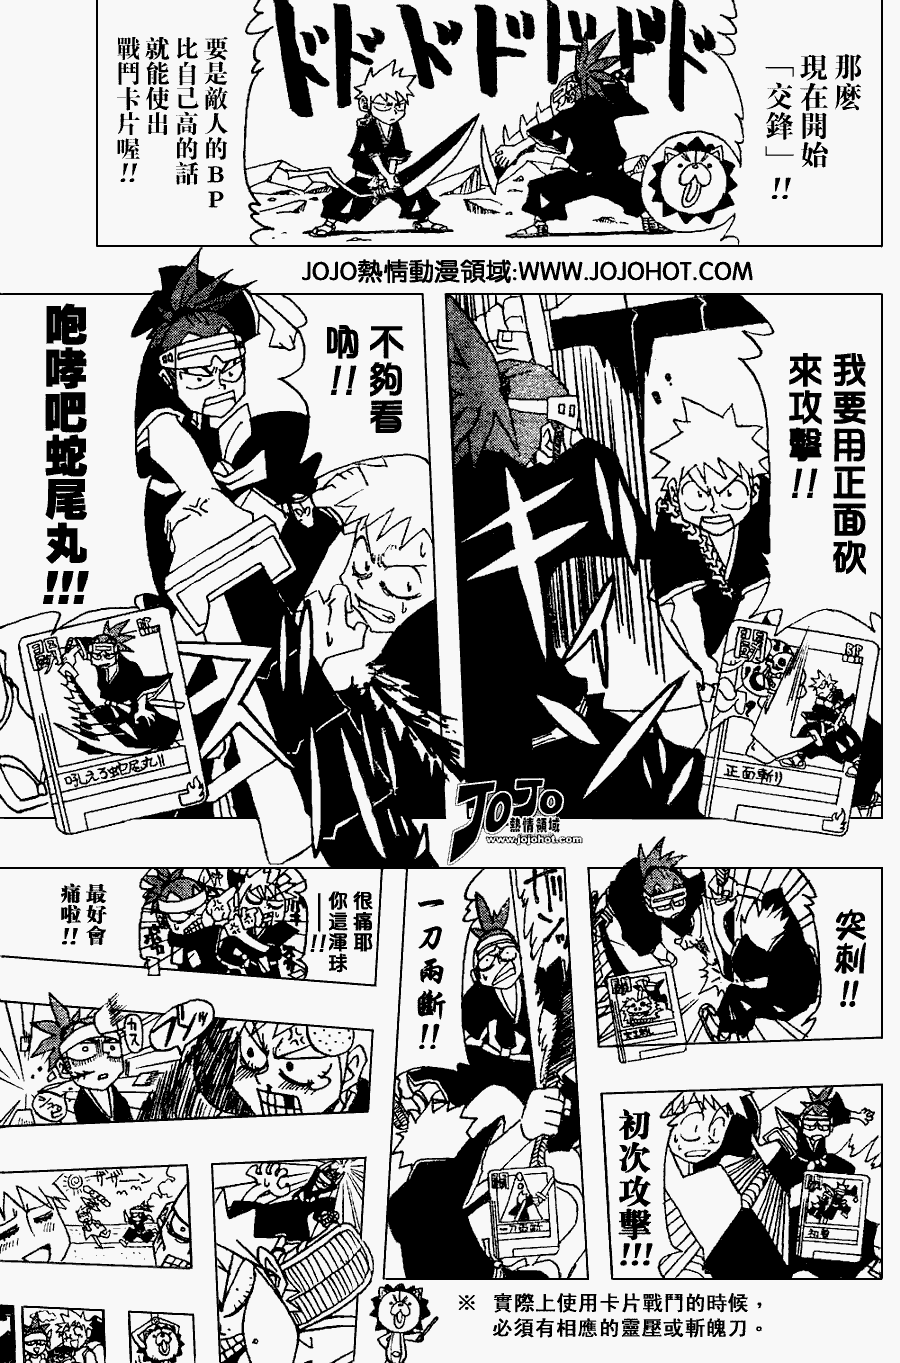 那麼
現在開始
「交鋒」!!
ドドドドドドドド
要是敵人的BP
比自己高的話
就能使出
戰鬥卡片喔!!
JOJO熱情動漫領域:WWW.JOJOHOT.COM
我要用正面砍
來攻擊!!
正面斬!!
不夠看
吶!!
咆哮吧蛇尾丸!!!
吼えろ蛇尾丸!!
JOJO
熱情領域
www.jojohot.com
突刺!!
初次攻擊!!!
一刀兩斷!!
很痛耶
你這渾球
——!!
最好會
痛啦!!
※ 實際上使用卡片戰鬥的時候，
必須有相應的靈壓或斬魄刀。